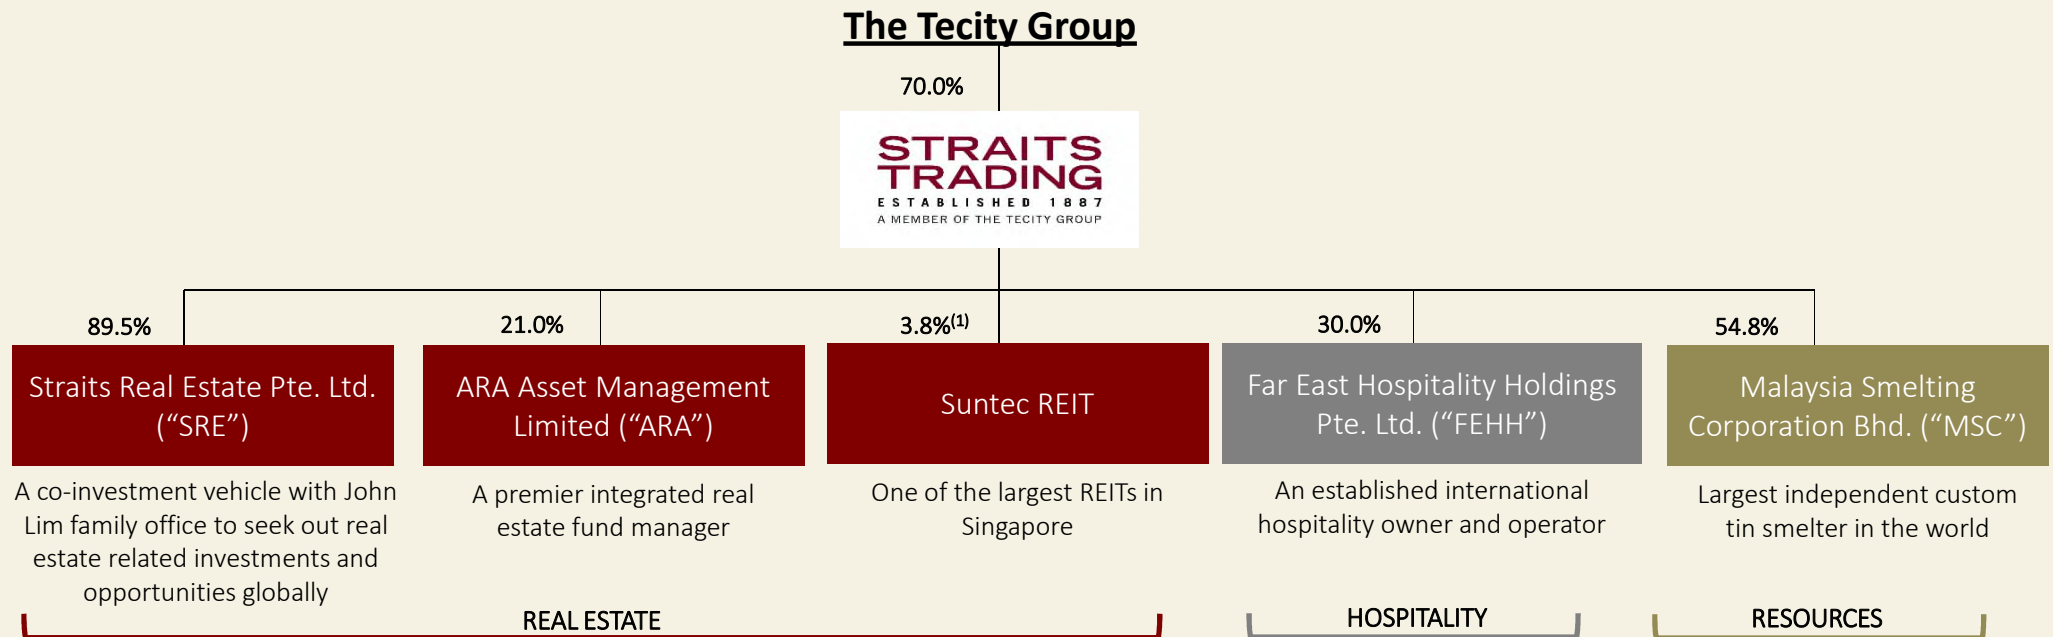 The Tecity Group
70.0%
STRAITS
TRADING
ESTABLISHED 1887
A MEMBER OF THE TECITY GROUP
89.5%
21.0%
3.8%(1)
30.0%
54.8%
Straits Real Estate Pte. Ltd.
(“SRE”)
ARA Asset Management
Limited (“ARA”)
Suntec REIT
Far East Hospitality Holdings
Pte. Ltd. (“FEHH”)
Malaysia Smelting
Corporation Bhd. (“MSC”)
A co-investment vehicle with John
Lim family office to seek out real
estate related investments and
opportunities globally
A premier integrated real
estate fund manager
One of the largest REITs in
Singapore
An established international
hospitality owner and operator
Largest independent custom
tin smelter in the world
REAL ESTATE
HOSPITALITY
RESOURCES